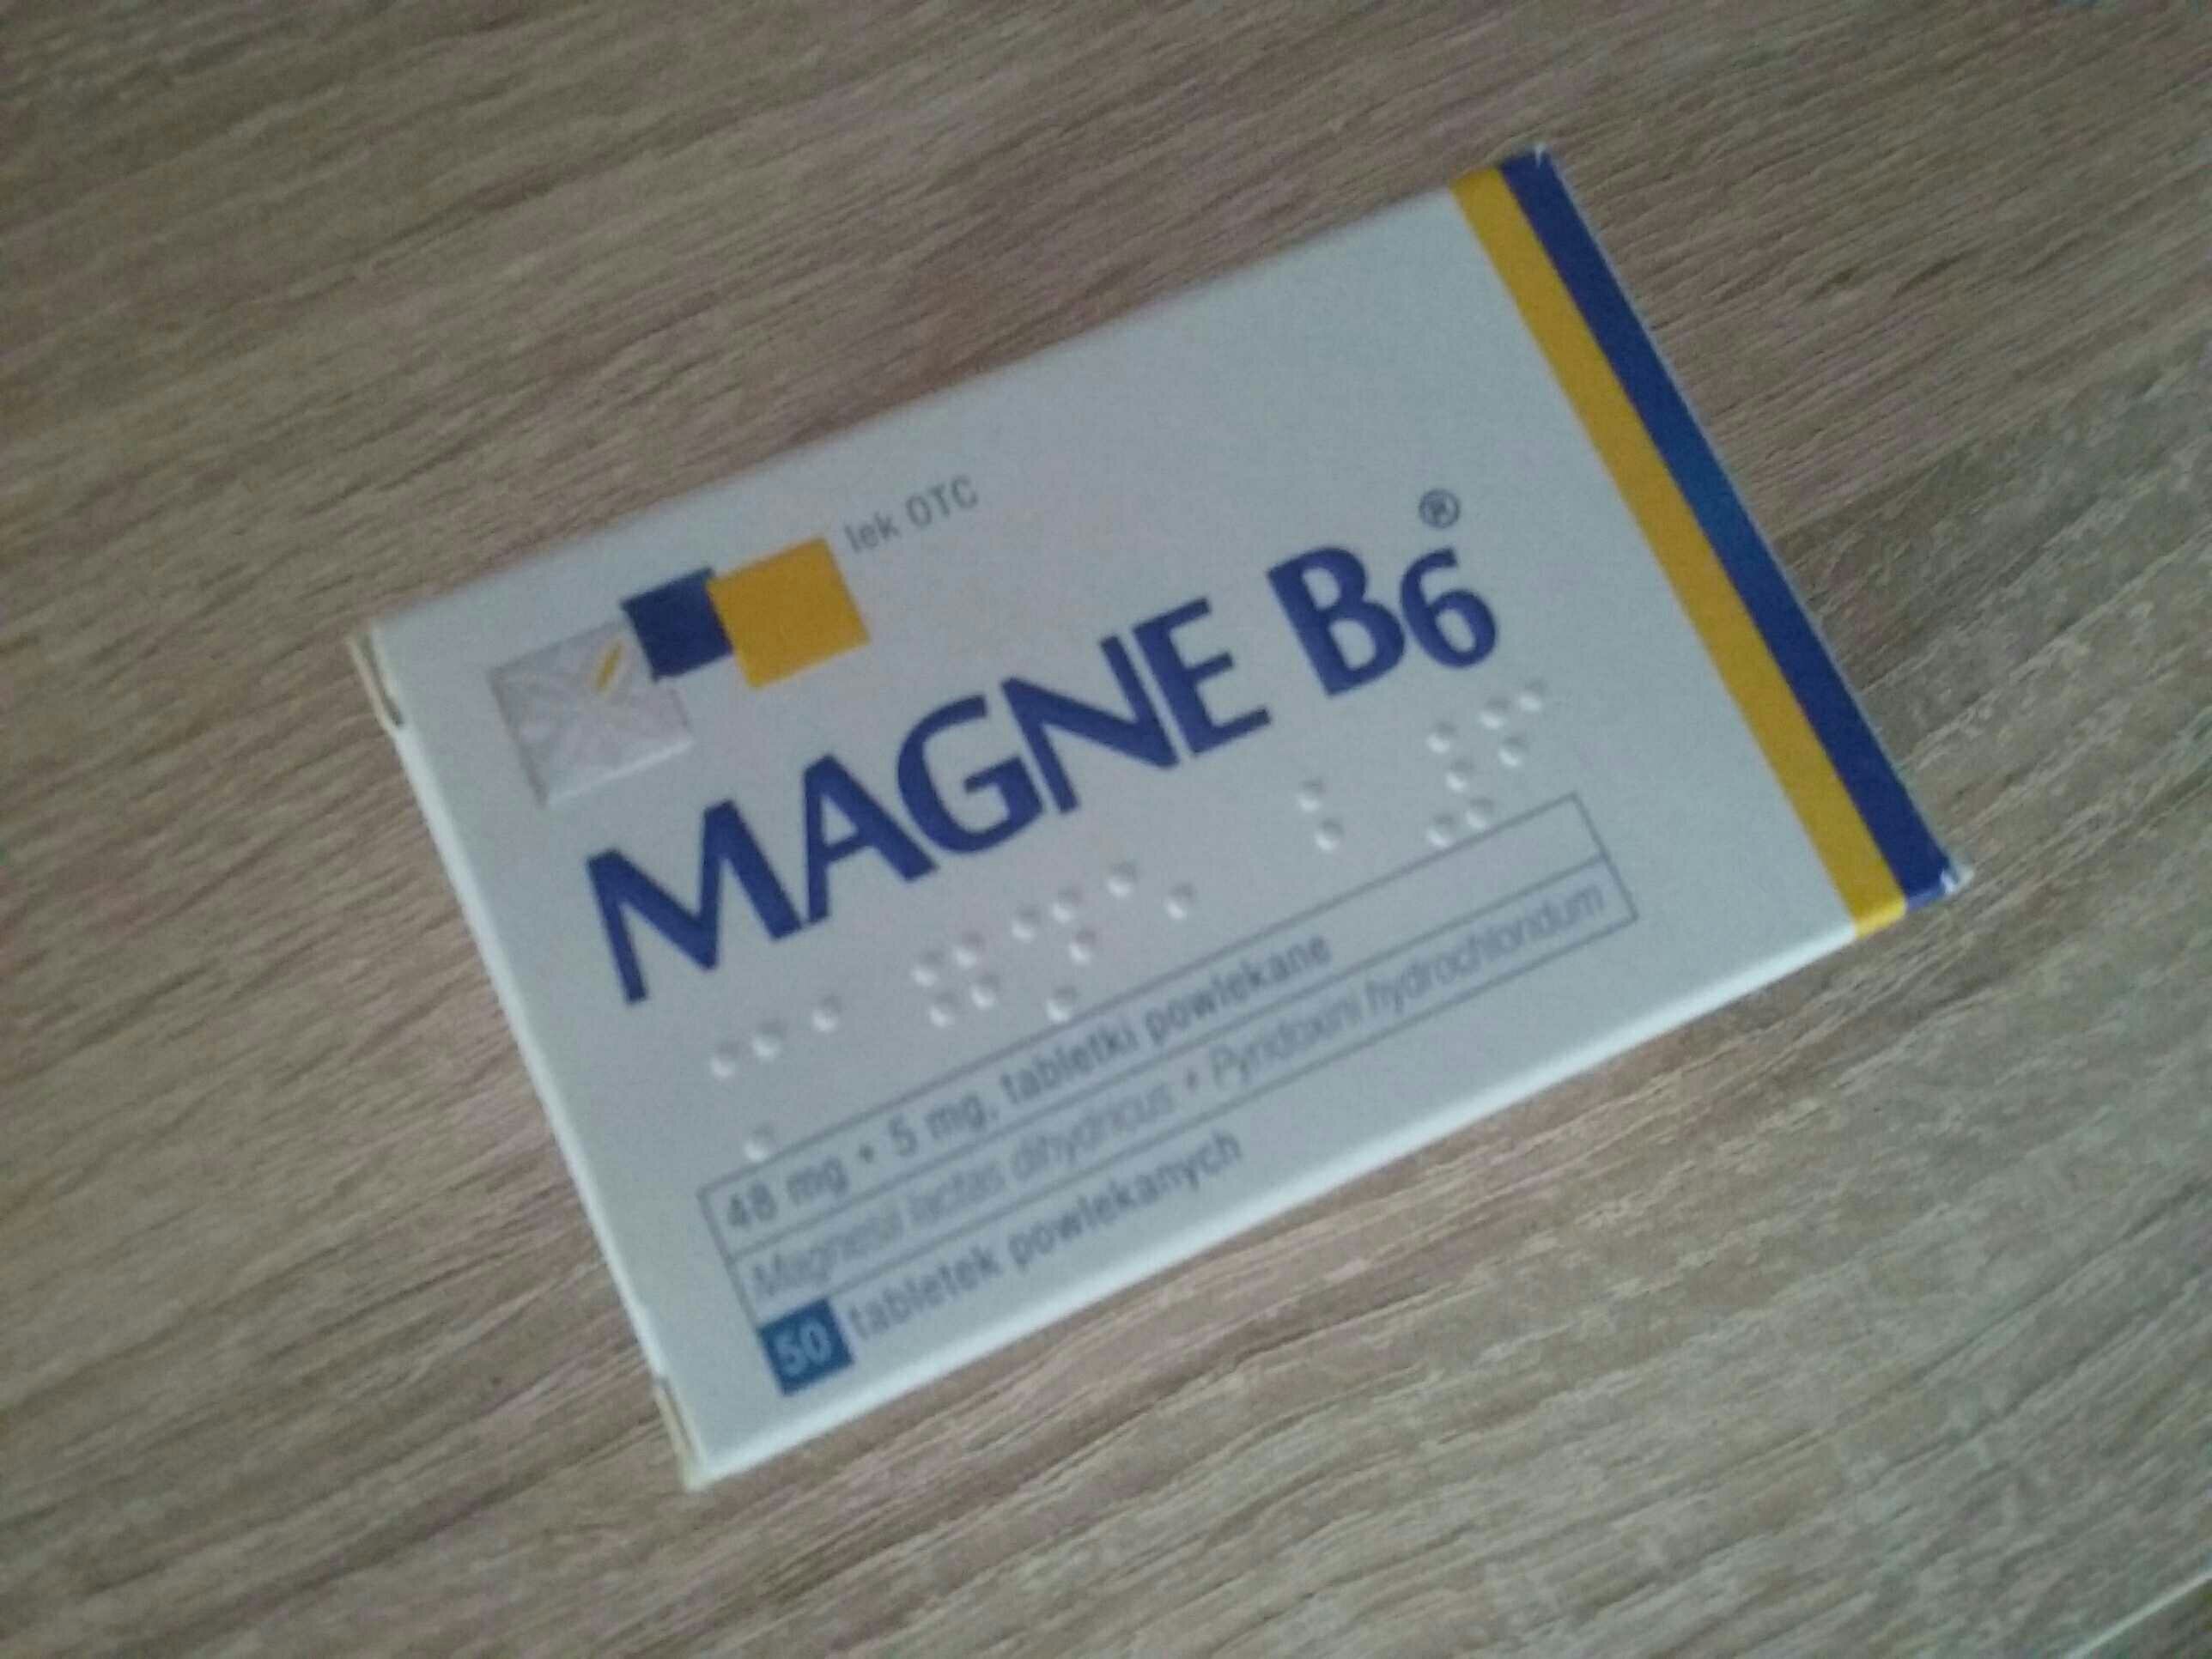 lek OTC
MAGNE B6®
48 mg + 5 mg, tabletki powlekane
Magnesii lactas dihydricus + Pyridoxini hydrochloridum
50 tabletek powlekanych